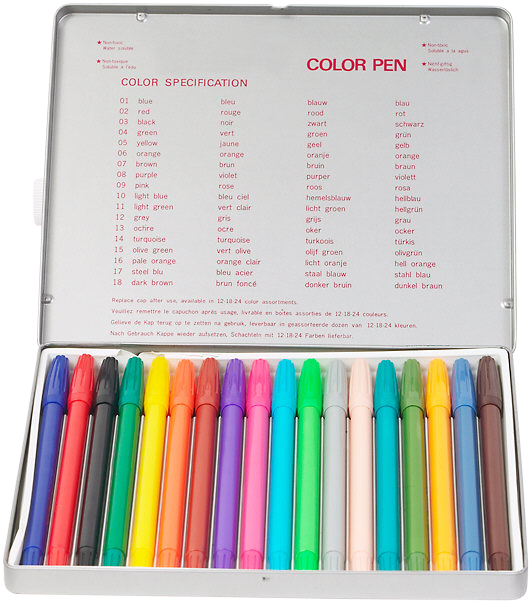 ★ Non-toxic
Water soluble
★ Non-toxic
Soluble a la agua
★ Non-toxique
Soluble a l'eau
COLOR PEN
★ Nicht-giftig
Wasserlöslich
COLOR SPECIFICATION
01 blue bleu blauw blau
02 red rouge rood rot
03 black noir zwart schwarz
04 green vert groen grün
05 yellow jaune geel gelb
06 orange orange oranje orange
07 brown brun bruin braun
08 purple violet purper violett
09 pink rose roos rosa
10 light blue bleu ciel hemelsblauw hellblau
11 light green vert clair licht groen hellgrün
12 grey gris grijs grau
13 ochre ocre oker ocker
14 turquoise turquoise turkoois türkis
15 olive green vert olive olijf groen olivgrün
16 pale orange orange clair licht oranje hell orange
17 steel blu bleu acier staal blauw stahl blau
18 dark brown brun foncé donker bruin dunkel braun
Replace cap after use, available in 12-18-24 color assortments.
Veuillez remettre le capuchon après usage, livrable en boîtes assorties de 12-18-24 couleurs.
Gelieve de Kap terug op te zetten na gebruik, leverbaar in geassorteerde dozen van 12-18-24 kleuren.
Nach Gebrauch Kappe wieder aufsetzen, Schachteln mit 12-18-24 Farben lieferbar.